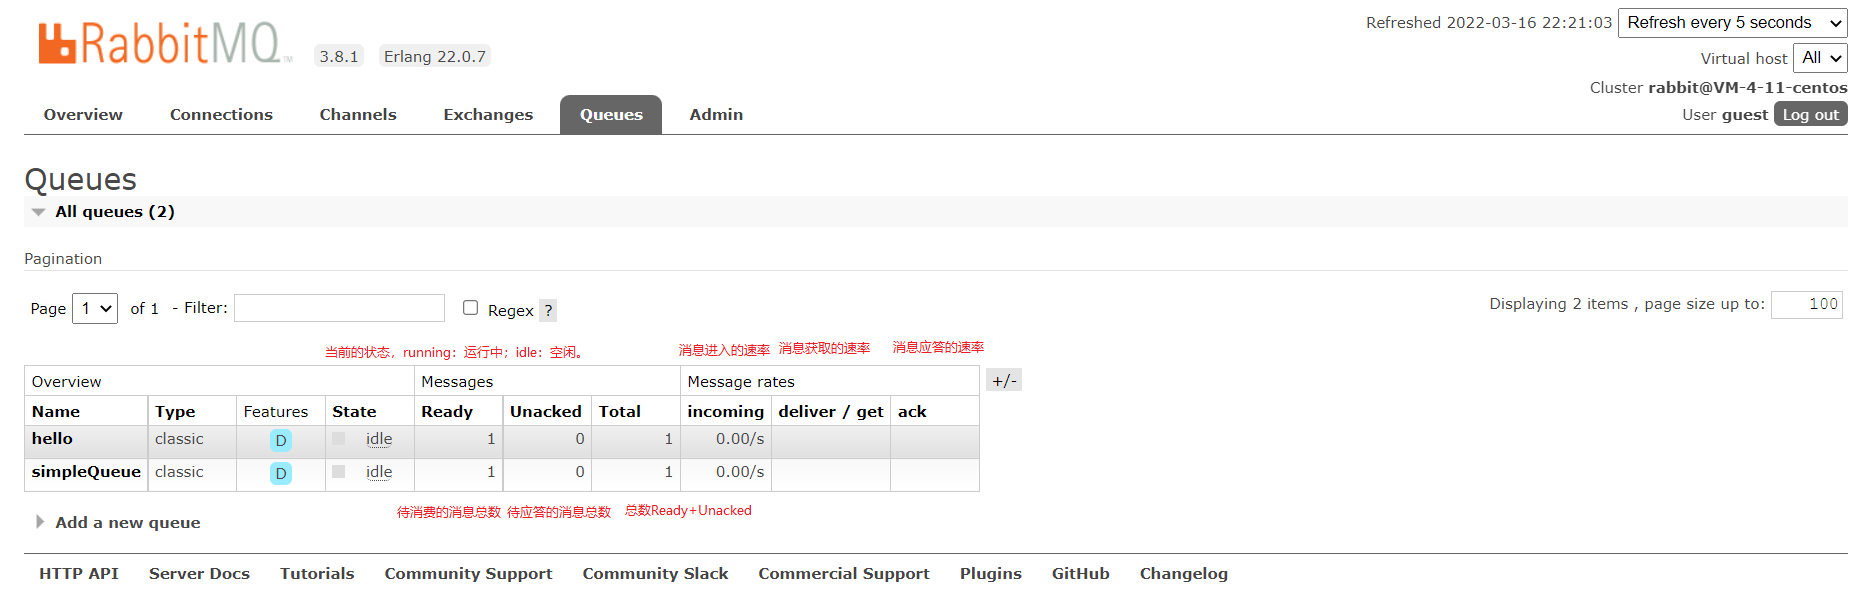 Refreshed 2022-03-16 22:21:03 Refresh every 5 seconds
RabbitMQ TM 3.8.1 Erlang 22.0.7
Virtual host All
Cluster rabbit@VM-4-11-centos
User guest Log out
Overview Connections Channels Exchanges Queues Admin
Queues
All queues (2)
Pagination
Page 1 of 1 - Filter: Regex ? Displaying 2 items , page size up to: 100
当前的状态，running：运行中；idle：空闲。 消息进入的速率 消息获取的速率 消息应答的速率
Overview Messages Message rates +/-
Name Type Features State Ready Unacked Total incoming deliver / get ack
hello classic D idle 1 0 1 0.00/s
simpleQueue classic D idle 1 0 1 0.00/s
待消费的消息总数 待应答的消息总数 总数Ready+Unacked
Add a new queue
HTTP API Server Docs Tutorials Community Support Community Slack Commercial Support Plugins GitHub Changelog